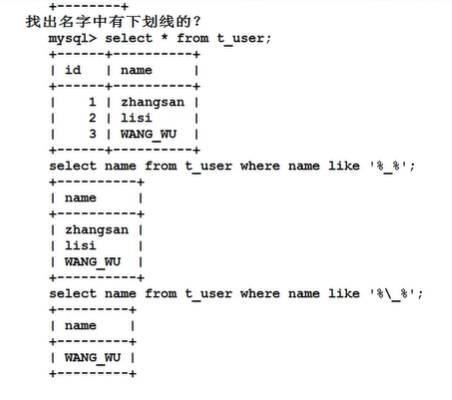 +--------+
找出名字中有下划线的？
mysql> select * from t_user;
+------+----------+
| id   | name     |
+------+----------+
|    1 | zhangsan |
|    2 | lisi     |
|    3 | WANG_WU  |
+------+----------+
select name from t_user where name like '%_%';
+----------+
| name     |
+----------+
| zhangsan |
| lisi     |
| WANG_WU  |
+----------+
select name from t_user where name like '%\_%';
+---------+
| name    |
+---------+
| WANG_WU |
+---------+